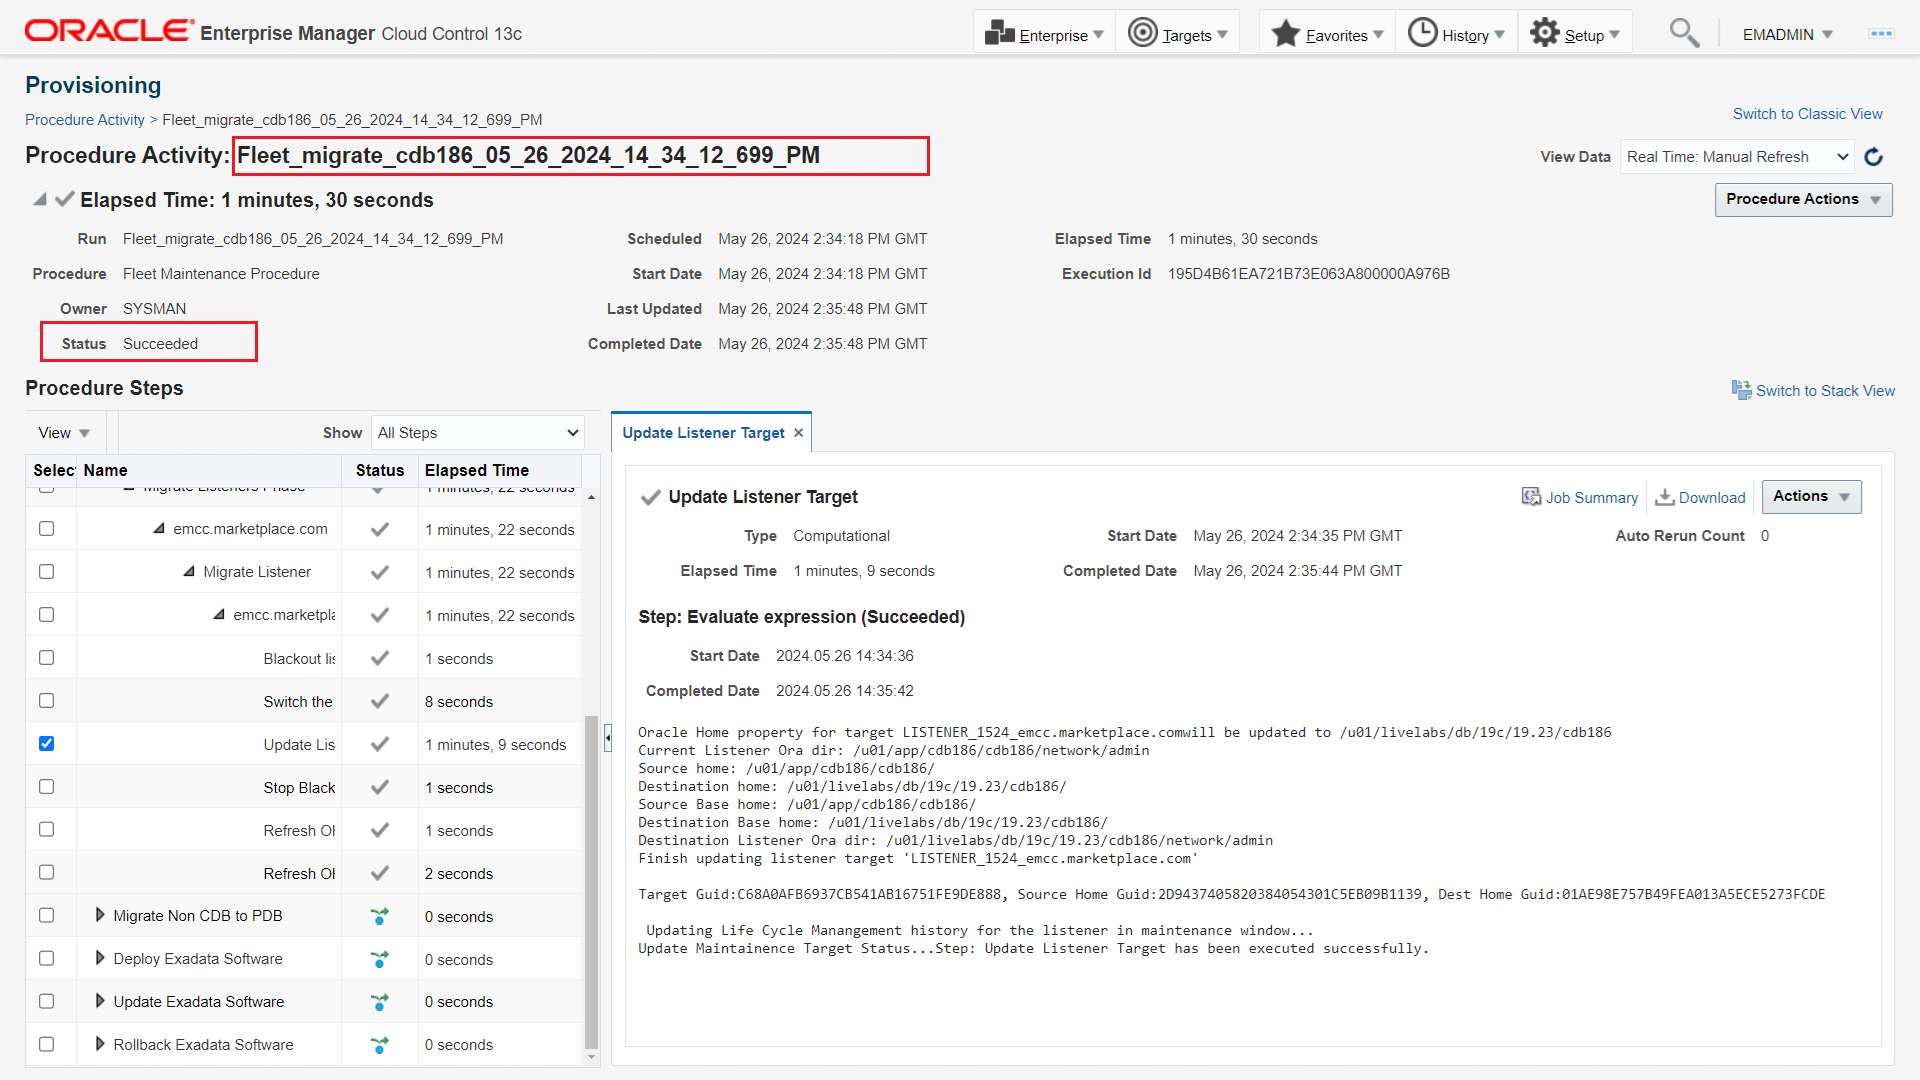 ORACLE Enterprise Manager Cloud Control 13c
Enterprise Targets Favorites History Setup EMADMIN
Provisioning
Procedure Activity > Fleet_migrate_cdb186_05_26_2024_14_34_12_699_PM
Switch to Classic View
Procedure Activity: Fleet_migrate_cdb186_05_26_2024_14_34_12_699_PM
View Data Real Time: Manual Refresh
Elapsed Time: 1 minutes, 30 seconds
Procedure Actions
Run Fleet_migrate_cdb186_05_26_2024_14_34_12_699_PM Scheduled May 26, 2024 2:34:18 PM GMT Elapsed Time 1 minutes, 30 seconds
Procedure Fleet Maintenance Procedure Start Date May 26, 2024 2:34:18 PM GMT Execution Id 195D4B61EA721B73E063A800000A976B
Owner SYSMAN Last Updated May 26, 2024 2:35:48 PM GMT
Status Succeeded Completed Date May 26, 2024 2:35:48 PM GMT
Procedure Steps
Switch to Stack View
View Show All Steps
Selec Name Status Elapsed Time
Migrate Listeners Phase 1 minutes, 22 seconds
emcc.marketplace.com 1 minutes, 22 seconds
Migrate Listener 1 minutes, 22 seconds
emcc.marketpla 1 minutes, 22 seconds
Blackout lis 1 seconds
Switch the 8 seconds
Update Lis 1 minutes, 9 seconds
Stop Black 1 seconds
Refresh OH 1 seconds
Refresh OH 2 seconds
Migrate Non CDB to PDB 0 seconds
Deploy Exadata Software 0 seconds
Update Exadata Software 0 seconds
Rollback Exadata Software 0 seconds
Update Listener Target
Update Listener Target
Job Summary Download Actions
Type Computational Start Date May 26, 2024 2:34:35 PM GMT Auto Rerun Count 0
Elapsed Time 1 minutes, 9 seconds Completed Date May 26, 2024 2:35:44 PM GMT
Step: Evaluate expression (Succeeded)
Start Date 2024.05.26 14:34:36
Completed Date 2024.05.26 14:35:42
Oracle Home property for target LISTENER_1524_emcc.marketplace.comwill be updated to /u01/livelabs/db/19c/19.23/cdb186
Current Listener Ora dir: /u01/app/cdb186/cdb186/network/admin
Source home: /u01/app/cdb186/cdb186/
Destination home: /u01/livelabs/db/19c/19.23/cdb186/
Source Base home: /u01/app/cdb186/cdb186/
Destination Base home: /u01/livelabs/db/19c/19.23/cdb186/
Destination Listener Ora dir: /u01/livelabs/db/19c/19.23/cdb186/network/admin
Finish updating listener target 'LISTENER_1524_emcc.marketplace.com'
Target Guid:C68A0AFB6937CB541AB16751FE9DE888, Source Home Guid:2D9437405820384054301C5EB09B1139, Dest Home Guid:01AE98E757B49FEA013A5ECE5273FCDE
Updating Life Cycle Manangement history for the listener in maintenance window...
Update Maintainence Target Status...Step: Update Listener Target has been executed successfully.